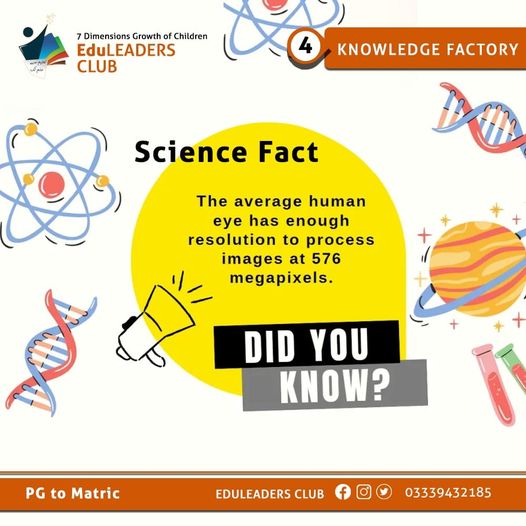 7 Dimensions Growth of Children
EduLEADERS
CLUB
4
KNOWLEDGE FACTORY
Science Fact
The average human
eye has enough
resolution to process
images at 576
megapixels.
DID YOU
KNOW?
PG to Matric
EDULEADERS CLUB
03339432185